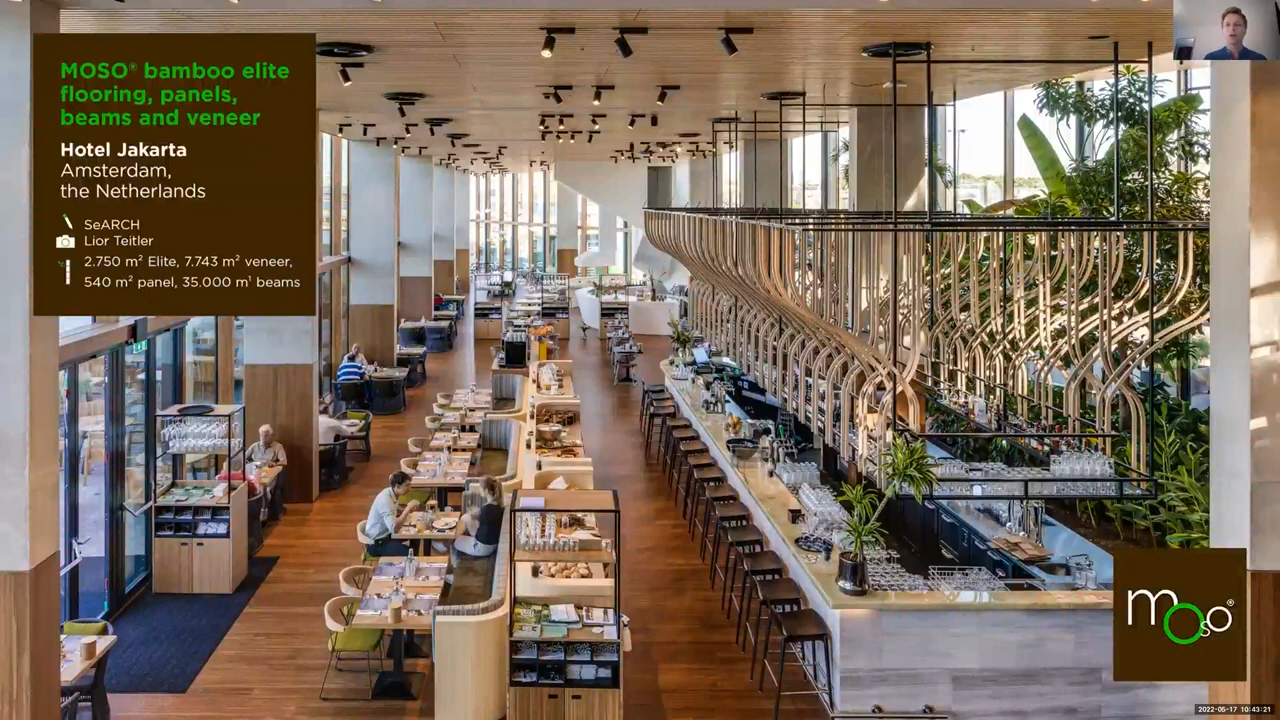 MOSO® bamboo elite
flooring, panels,
beams and veneer
Hotel Jakarta
Amsterdam,
the Netherlands
SeARCH
Lior Teitler
2.750 m² Elite, 7.743 m² veneer,
540 m² panel, 35.000 m¹ beams
moso®
2022-05-17 10:43:21